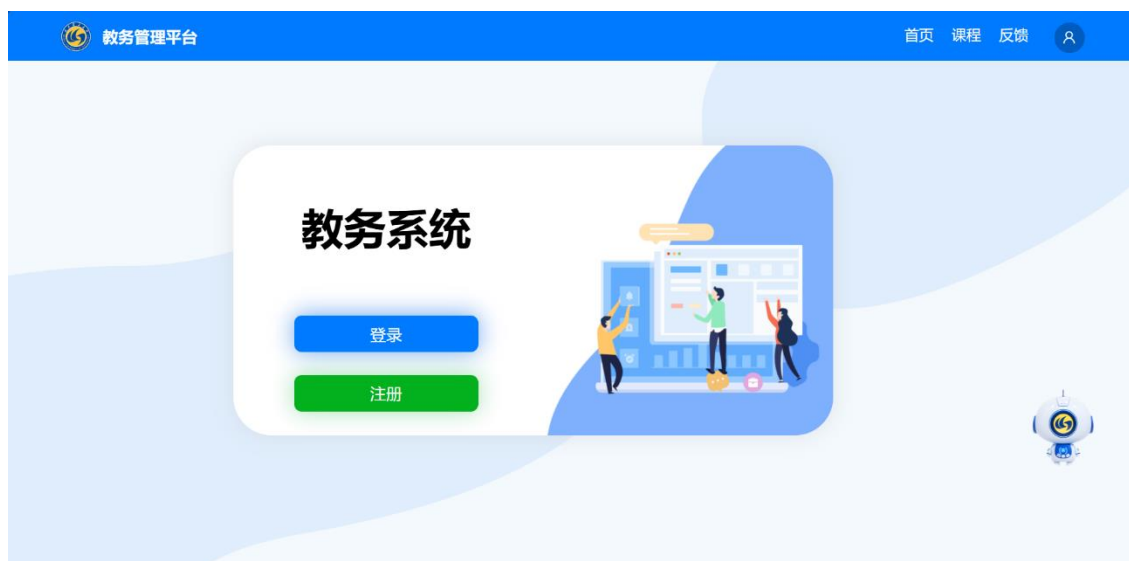 教务管理平台
首页 课程 反馈
教务系统
登录
注册